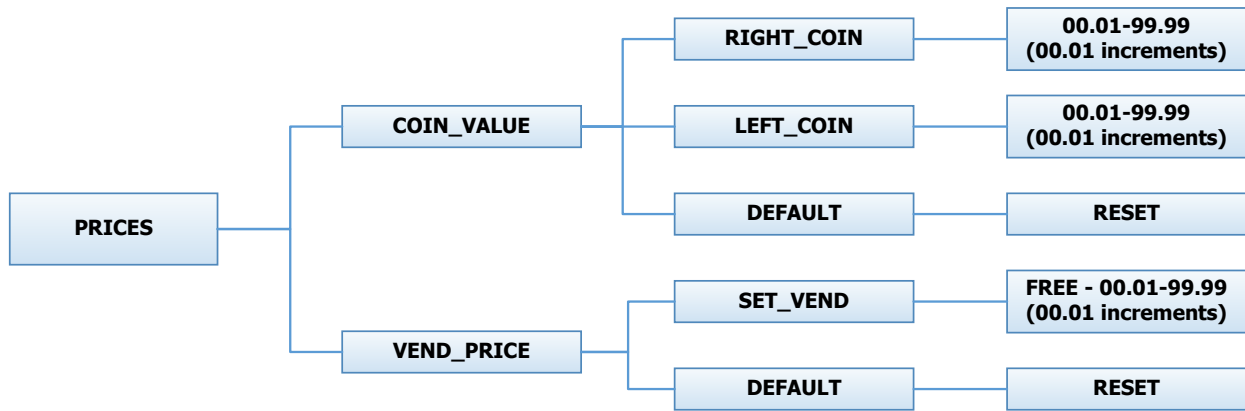 PRICES
COIN_VALUE
RIGHT_COIN
00.01-99.99
(00.01 increments)
LEFT_COIN
00.01-99.99
(00.01 increments)
DEFAULT
RESET
VEND_PRICE
SET_VEND
FREE - 00.01-99.99
(00.01 increments)
DEFAULT
RESET